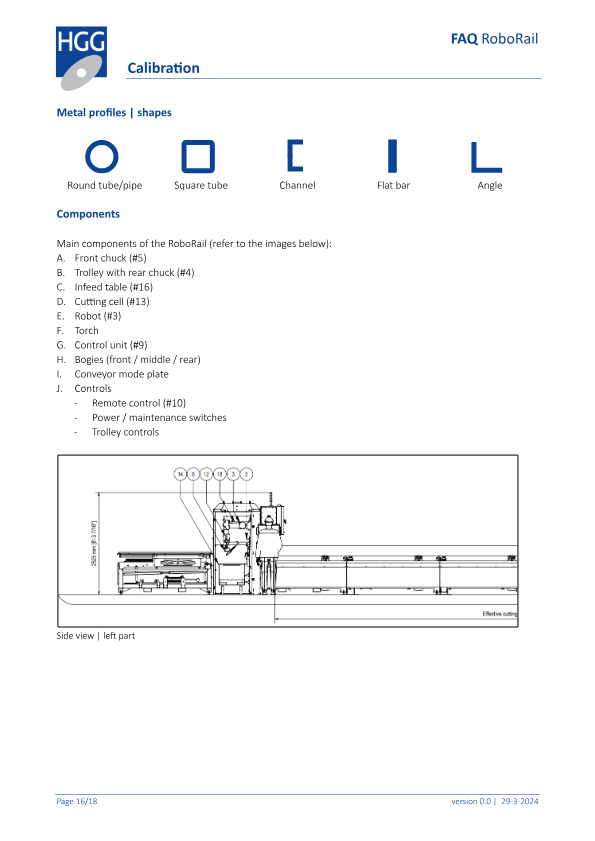 HGG
FAQ RoboRail
Calibration
Metal profiles | shapes
Round tube/pipe Square tube Channel Flat bar Angle
Components
Main components of the RoboRail (refer to the images below):
A. Front chuck (#5)
B. Trolley with rear chuck (#4)
C. Infeed table (#16)
D. Cutting cell (#13)
E. Robot (#3)
F. Torch
G. Control unit (#9)
H. Bogies (front / middle / rear)
I. Conveyor mode plate
J. Controls
- Remote control (#10)
- Power / maintenance switches
- Trolley controls
14 6 12 18 3
2525 mm [8'-3 7/16"]
Effective cutting
Side view | left part
Page 16/18 version 0.0 | 29-3-2024